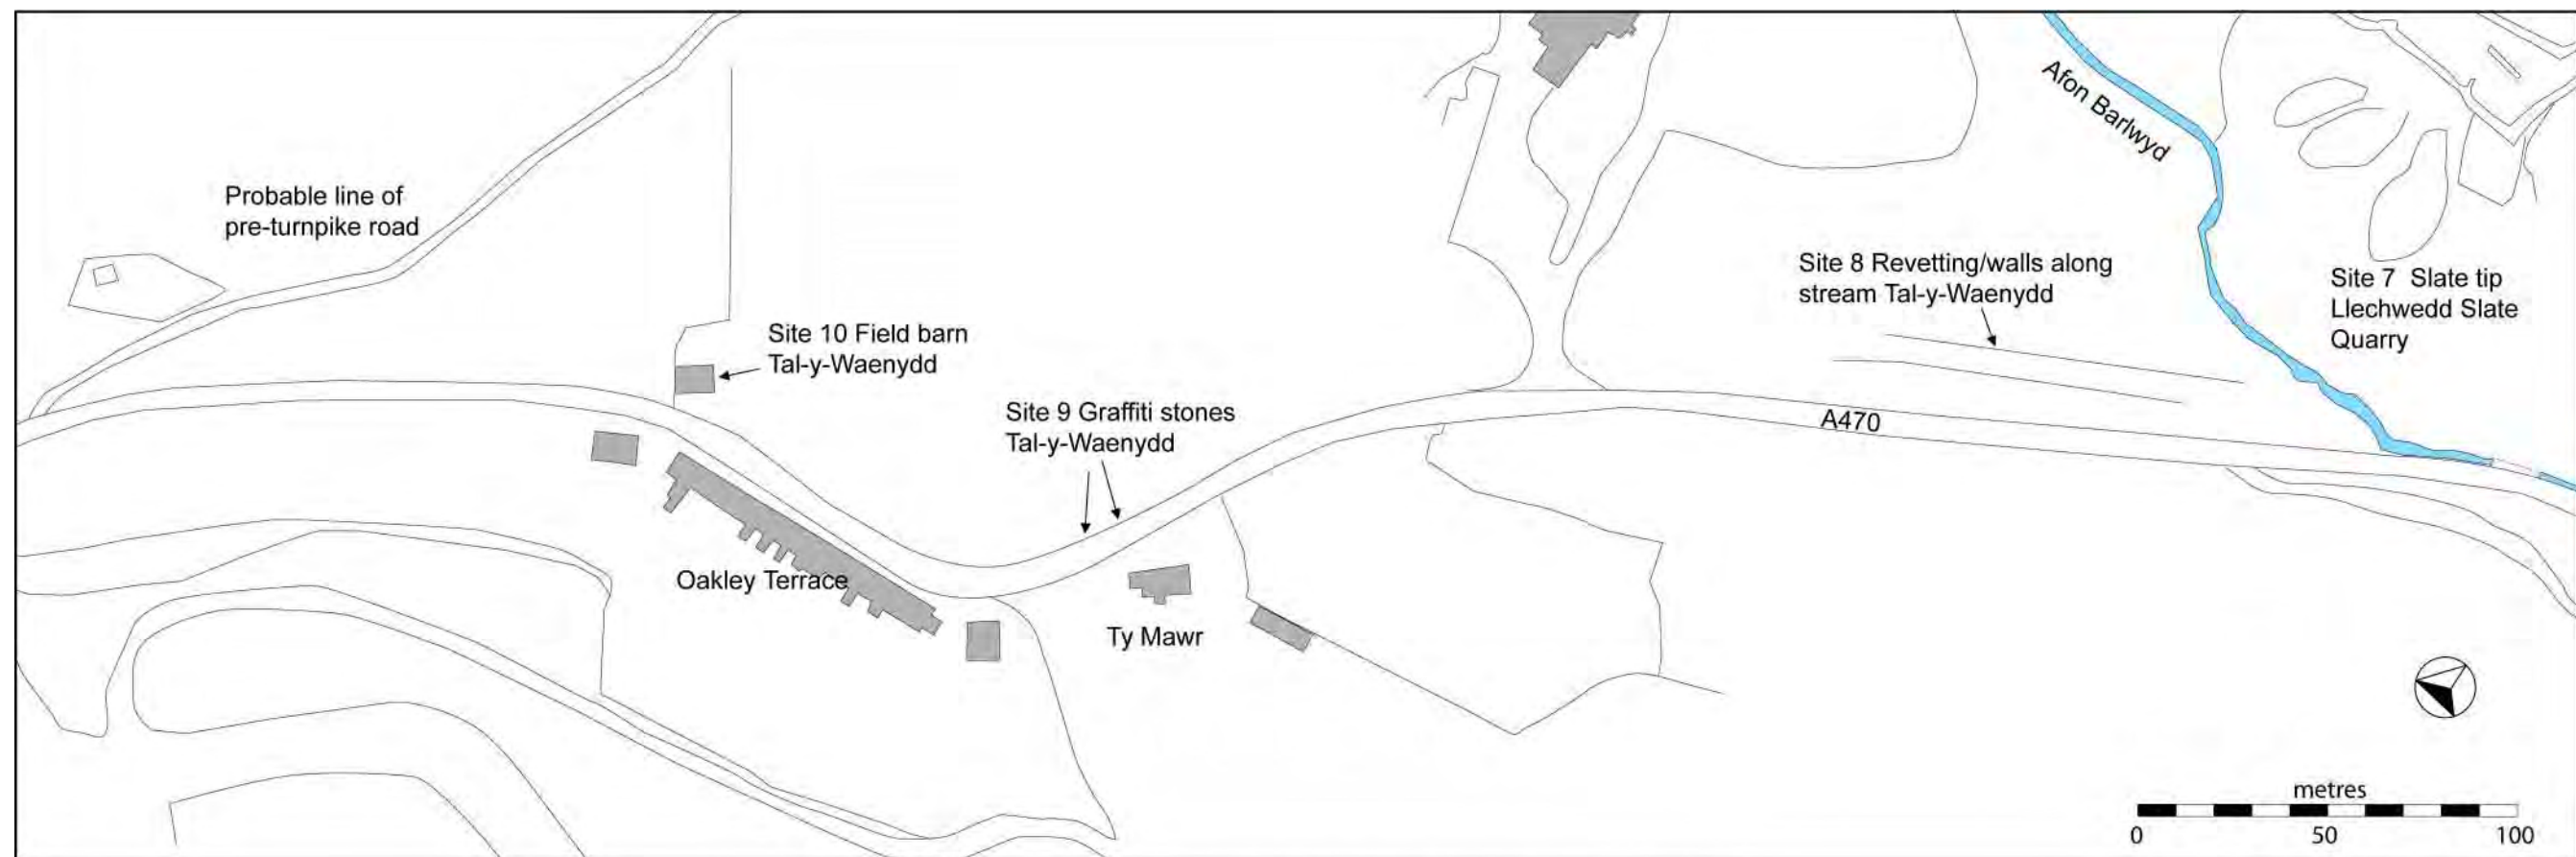 Afon Barlwyd
Probable line of
pre-turnpike road
Site 8 Revetting/walls along
stream Tal-y-Waenydd
Site 7 Slate tip
Llechwedd Slate
Quarry
Site 10 Field barn
Tal-y-Waenydd
Site 9 Graffiti stones
Tal-y-Waenydd
A470
Oakley Terrace
Ty Mawr
metres
0 50 100